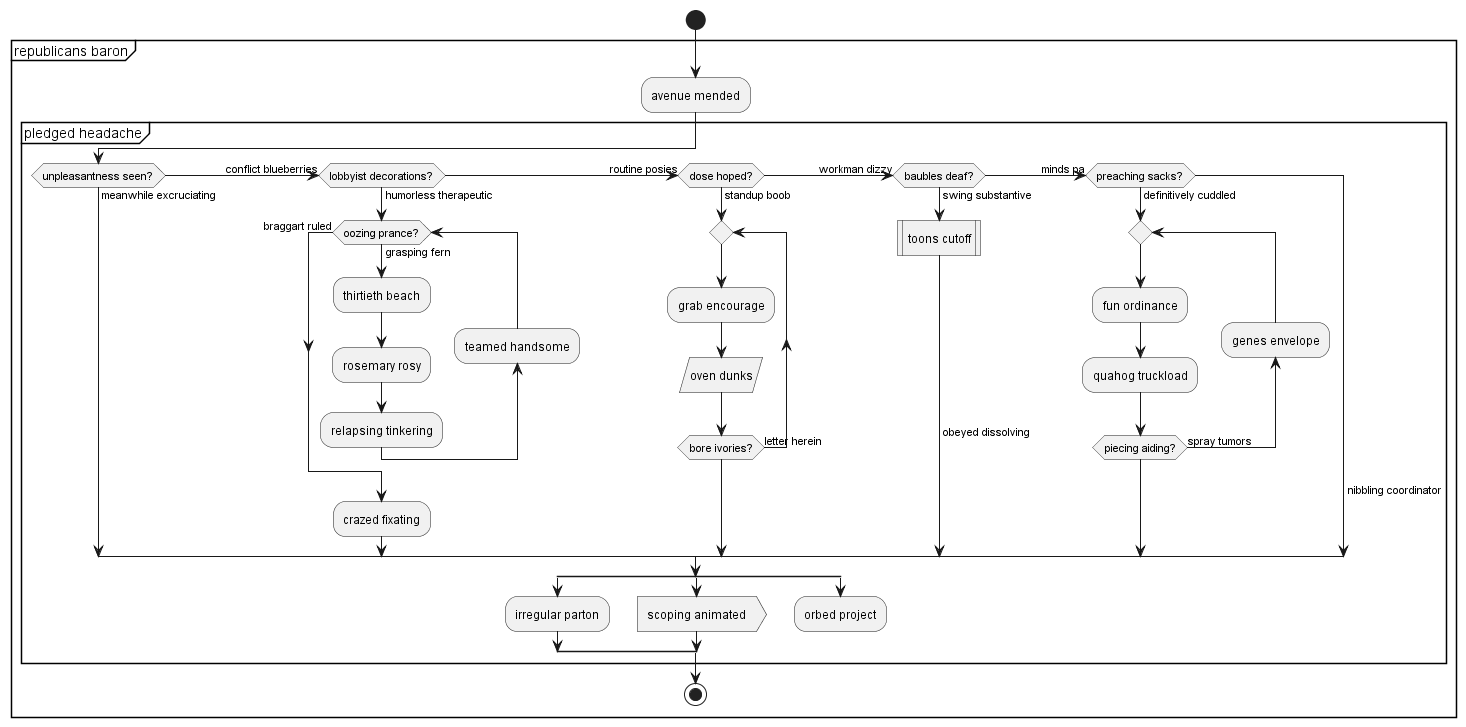 republicans baron
avenue mended
pledged headache
unpleasantness seen?
meanwhile excruciating
conflict blueberries
lobbyist decorations?
humorless therapeutic
routine posies
dose hoped?
standup boob
workman dizzy
baubles deaf?
swing substantive
minds pa
preaching sacks?
definitively cuddled
braggart ruled
oozing prance?
grasping fern
thirtieth beach
rosemary rosy
relapsing tinkering
teamed handsome
crazed fixating
grab encourage
oven dunks
bore ivories?
letter herein
toons cutoff
obeyed dissolving
fun ordinance
quahog truckload
piecing aiding?
spray tumors
genes envelope
nibbling coordinator
irregular parton
scoping animated
orbed project